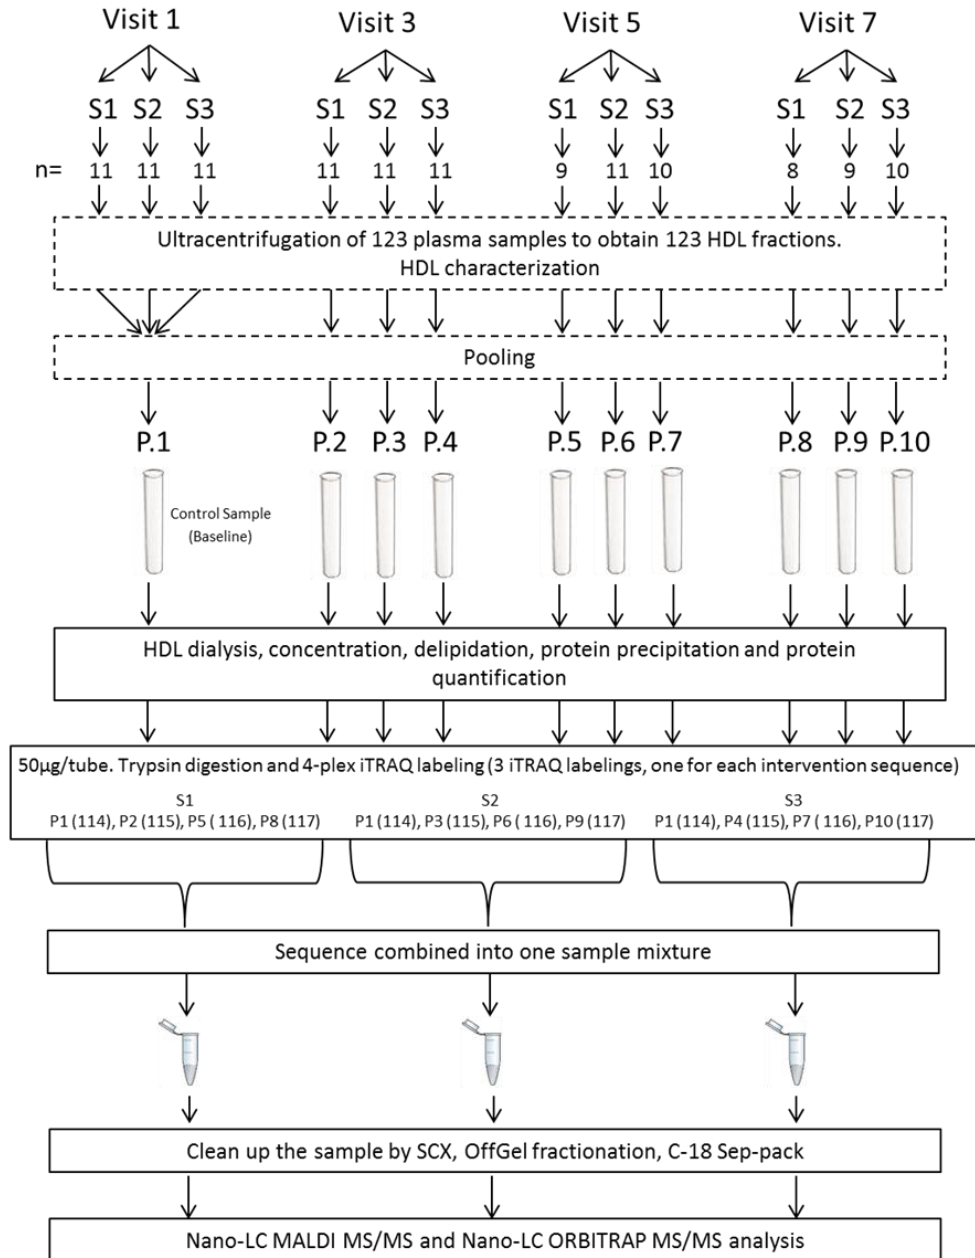 Visit 1 Visit 3 Visit 5 Visit 7
S1 S2 S3 S1 S2 S3 S1 S2 S3 S1 S2 S3
n= 11 11 11 11 11 11 9 11 10 8 9 10
Ultracentrifugation of 123 plasma samples to obtain 123 HDL fractions.
HDL characterization
Pooling
P.1 P.2 P.3 P.4 P.5 P.6 P.7 P.8 P.9 P.10
Control Sample
(Baseline)
HDL dialysis, concentration, delipidation, protein precipitation and protein
quantification
50µg/tube. Trypsin digestion and 4-plex iTRAQ labeling (3 iTRAQ labelings, one for each intervention sequence)
S1 S2 S3
P1 (114), P2 (115), P5 ( 116), P8 (117) P1 (114), P3 (115), P6 ( 116), P9 (117) P1 (114), P4 (115), P7 ( 116), P10 (117)
Sequence combined into one sample mixture
Clean up the sample by SCX, OffGel fractionation, C-18 Sep-pack
Nano-LC MALDI MS/MS and Nano-LC ORBITRAP MS/MS analysis